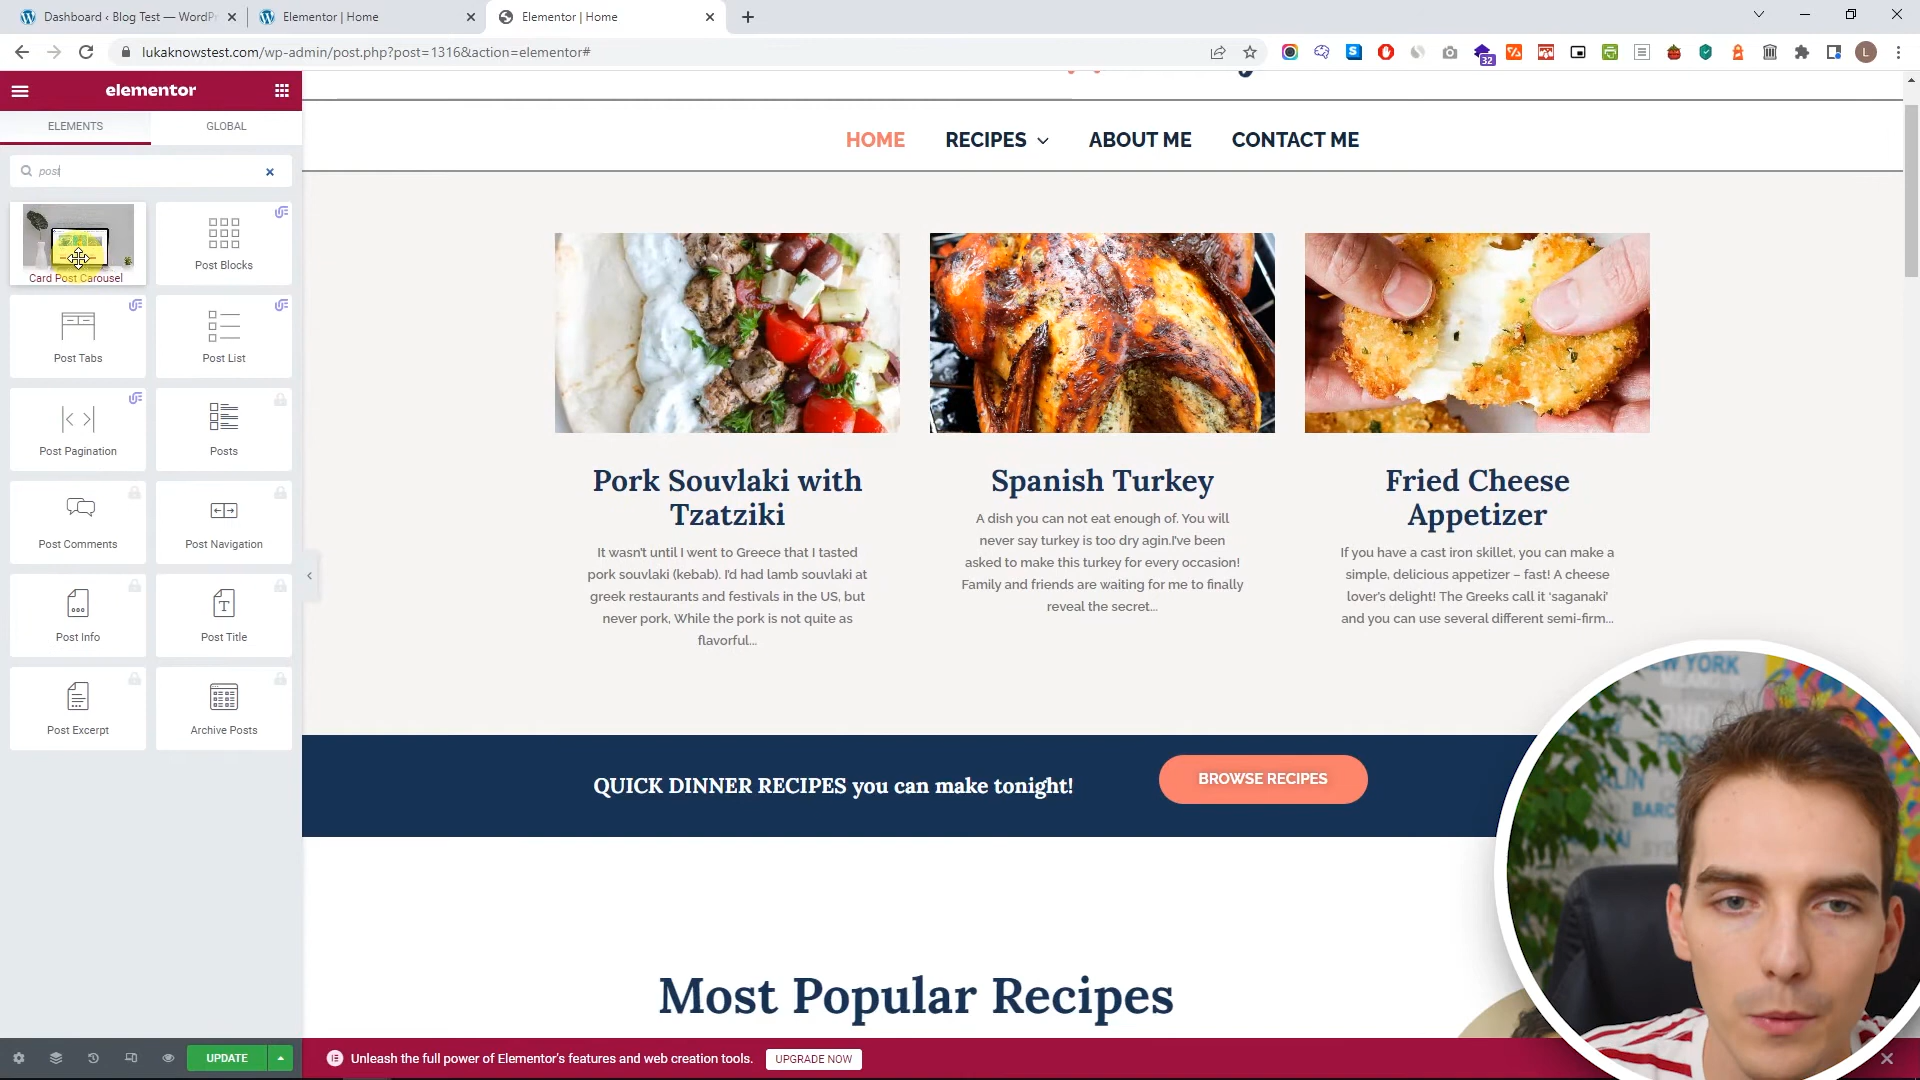 Dashboard ‹ Blog Test — WordPr
Elementor | Home
Elementor | Home
lukaknowstest.com/wp-admin/post.php?post=1316&action=elementor#
32
L
elementor
ELEMENTS
GLOBAL
post
Card Post Carousel
Post Blocks
Post Tabs
Post List
Post Pagination
Posts
Post Comments
Post Navigation
Post Info
Post Title
Post Excerpt
Archive Posts
UPDATE
HOME
RECIPES
ABOUT ME
CONTACT ME
Pork Souvlaki with
Tzatziki
It wasn't until I went to Greece that I tasted
pork souvlaki (kebab). I'd had lamb souvlaki at
greek restaurants and festivals in the US, but
never pork, While the pork is not quite as
flavorful...
Spanish Turkey
A dish you can not eat enough of. You will
never say turkey is too dry agin.I've been
asked to make this turkey for every occasion!
Family and friends are waiting for me to finally
reveal the secret...
Fried Cheese
Appetizer
If you have a cast iron skillet, you can make a
simple, delicious appetizer – fast! A cheese
lover's delight! The Greeks call it 'saganaki'
and you can use several different semi-firm...
QUICK DINNER RECIPES you can make tonight!
BROWSE RECIPES
Most Popular Recipes
Unleash the full power of Elementor's features and web creation tools.
UPGRADE NOW
NEW YORK